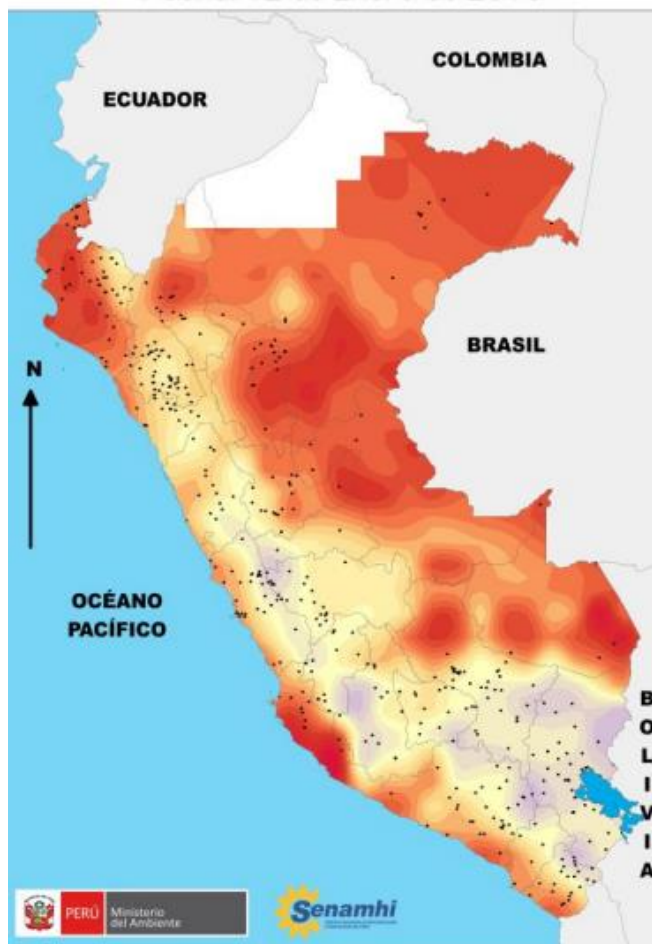 COLOMBIA
ECUADOR
BRASIL
N
OCÉANO
PACÍFICO
B
O
L
I
V
I
A
PERÚ
Ministerio
del Ambiente
Senamhi